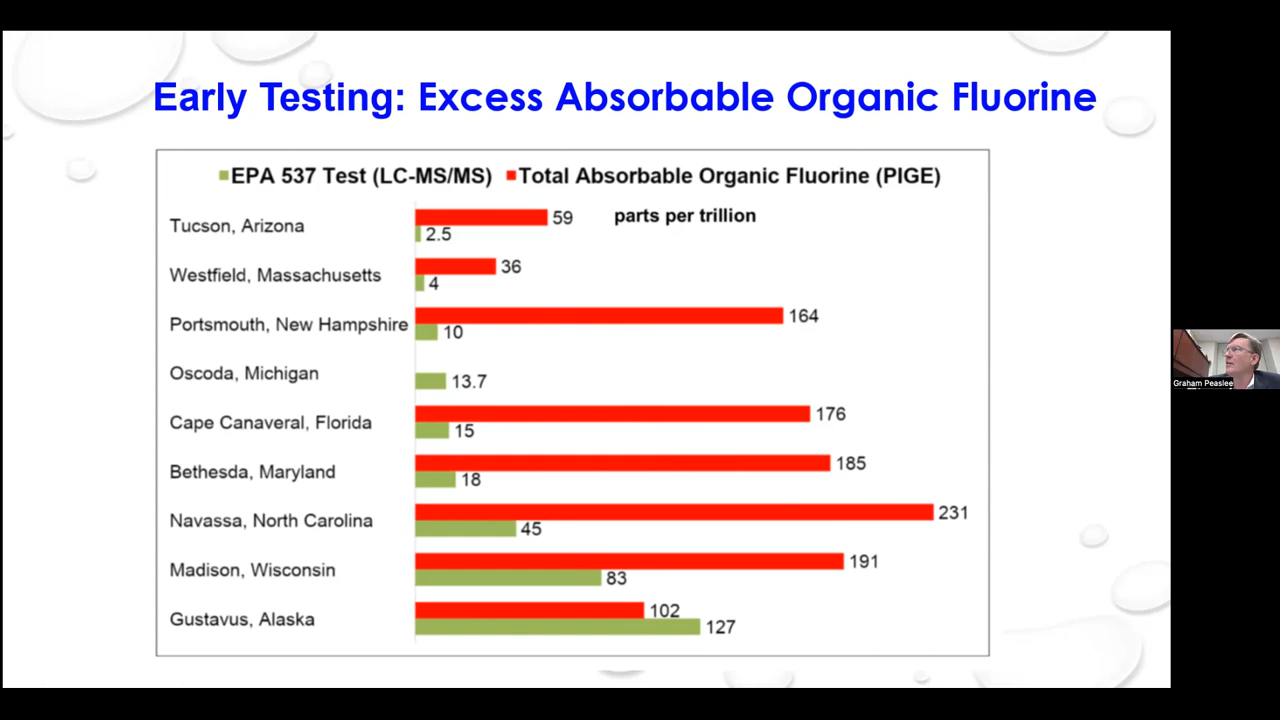 Early Testing: Excess Absorbable Organic Fluorine
EPA 537 Test (LC-MS/MS) Total Absorbable Organic Fluorine (PIGE)
parts per trillion
Tucson, Arizona 59
2.5
Westfield, Massachusetts 36
4
Portsmouth, New Hampshire 164
10
Oscoda, Michigan 13.7
Cape Canaveral, Florida 176
15
Bethesda, Maryland 185
18
Navassa, North Carolina 231
45
Madison, Wisconsin 191
83
Gustavus, Alaska 102
127
Graham Peaslee